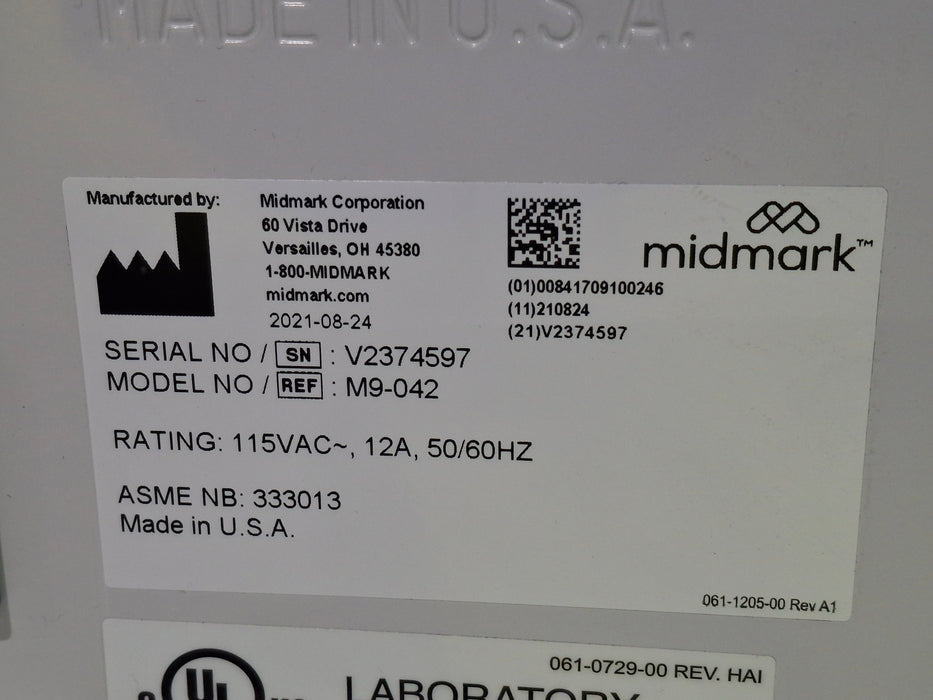 MADE IN U.S.A.
Manufactured by:
Midmark Corporation
60 Vista Drive
Versailles, OH 45380
1-800-MIDMARK
midmark.com
2021-08-24
midmark™
(01)00841709100246
(11)210824
(21)V2374597
SERIAL NO / SN : V2374597
MODEL NO / REF : M9-042
RATING: 115VAC~, 12A, 50/60HZ
ASME NB: 333013
Made in U.S.A.
061-1205-00 Rev A1
061-0729-00 REV. HAI
UL
LABORATORY